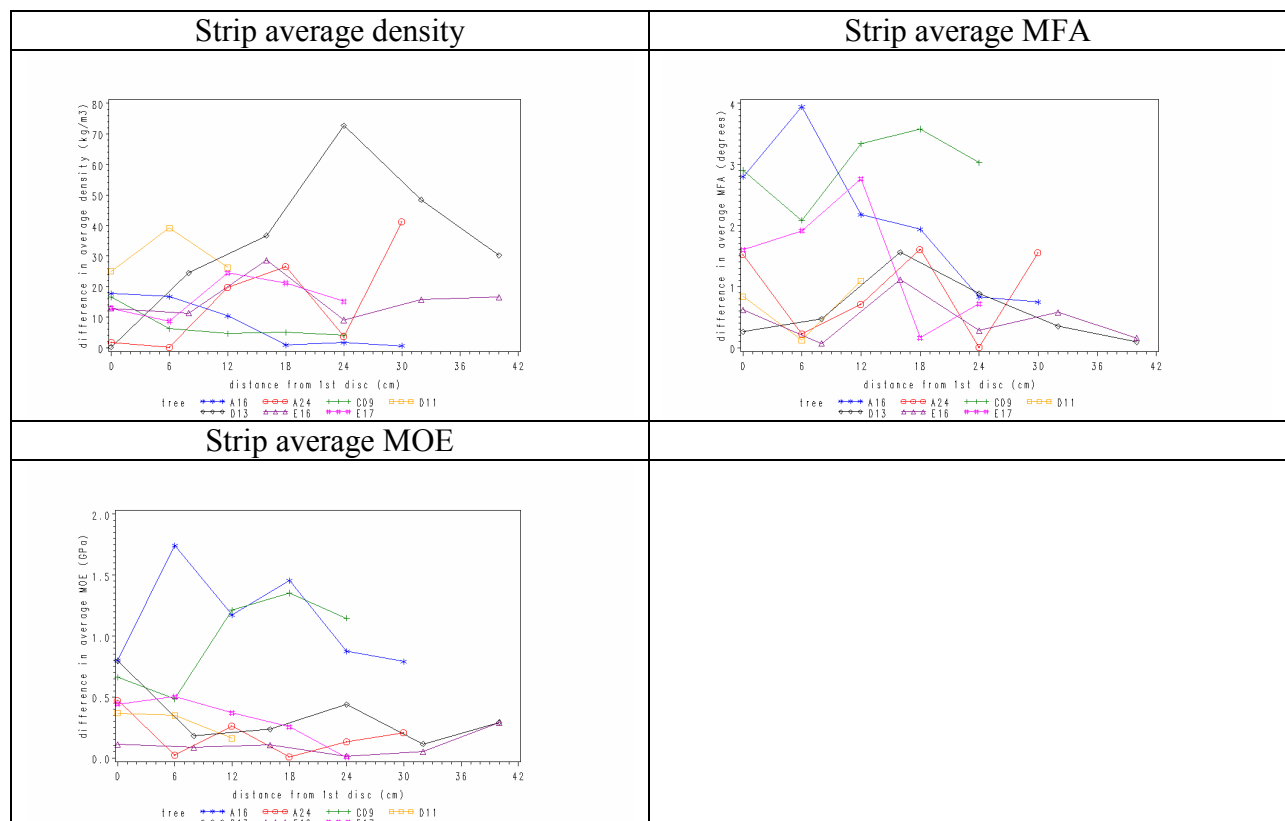 Strip average density
Strip average MFA
difference in average density (kg/m3)
80
70
60
50
40
30
20
10
0
0 6 12 18 24 30 36 42
distance from 1st disc (cm)
tree A16 A24 C09 D11
D13 E16 E17
difference in average MFA (degrees)
4
3
2
1
0
0 6 12 18 24 30 36 42
distance from 1st disc (cm)
tree A16 A24 C09 D11
D13 E16 E17
Strip average MOE
difference in average MOE (GPa)
2.0
1.5
1.0
0.5
0.0
0 6 12 18 24 30 36 42
distance from 1st disc (cm)
tree A16 A24 C09 D11